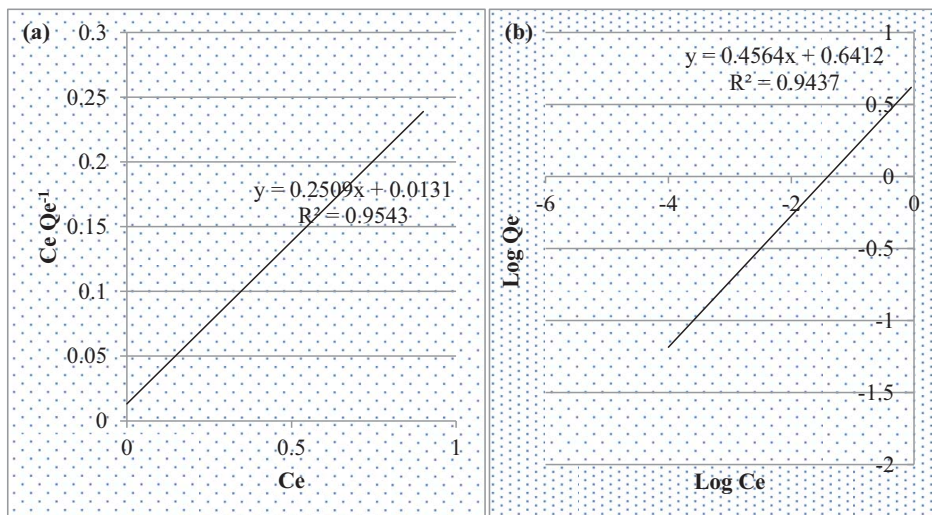 (a)
0.3
0.25
0.2
0.15
0.1
0.05
0
Ce Qe⁻¹
y = 0.2509x + 0.0131
R² = 0.9543
0
0.5
1
Ce
(b)
y = 0.4564x + 0.6412
R² = 0.9437
1
0.5
0
-0.5
-1
-1.5
-2
-6
-4
-2
0
Log Qe
Log Ce